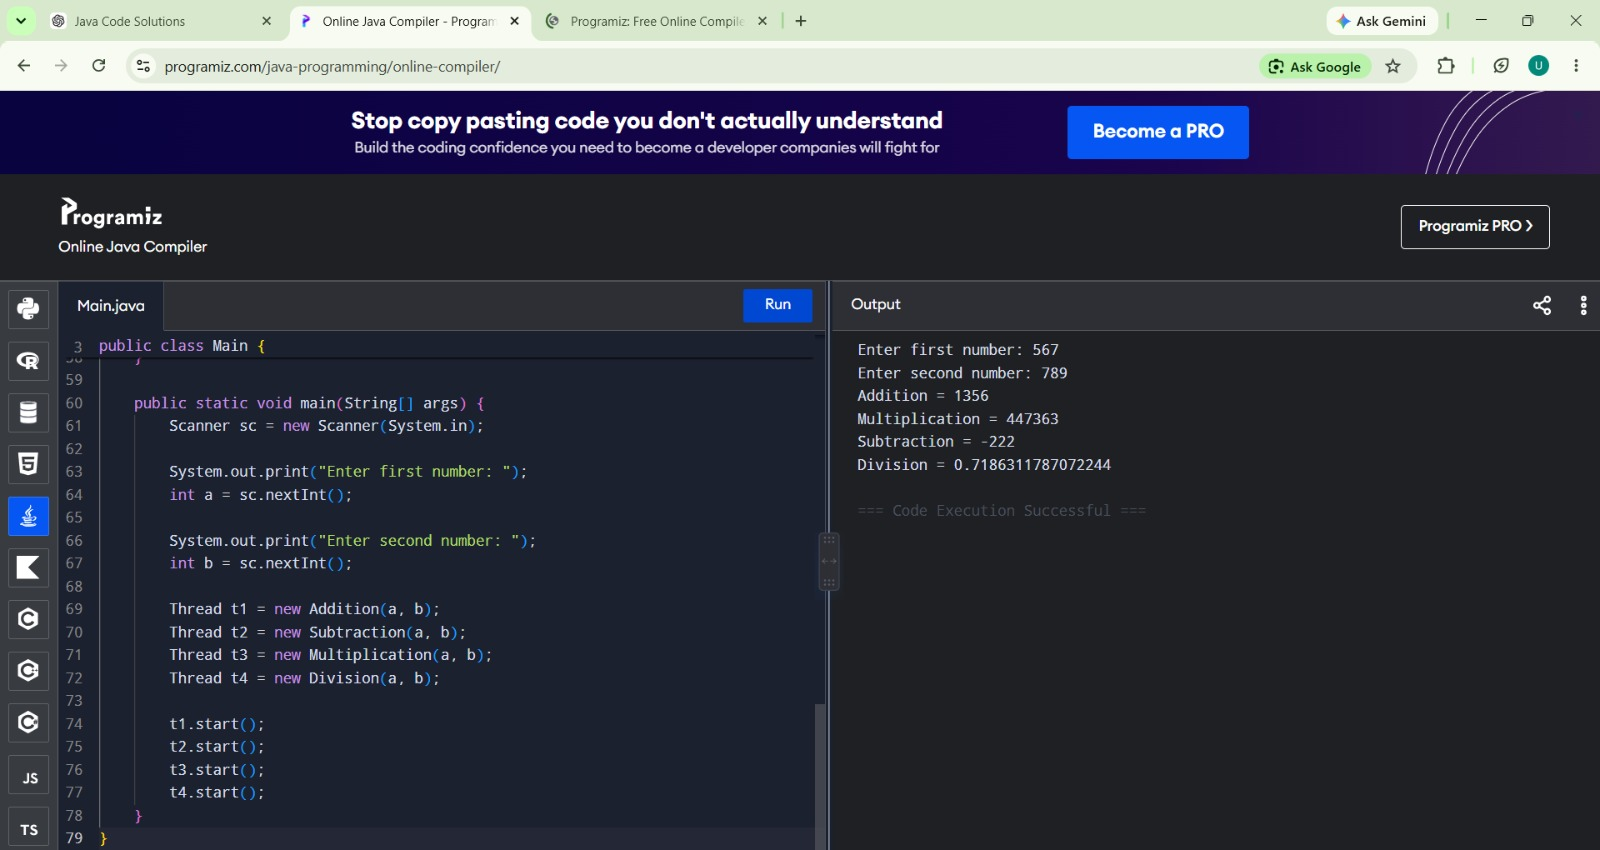 Java Code Solutions
Online Java Compiler - Program
Programiz: Free Online Compile
Ask Gemini
programiz.com/java-programming/online-compiler/
Ask Google
U
Stop copy pasting code you don't actually understand
Build the coding confidence you need to become a developer companies will fight for
Become a PRO
Programiz
Online Java Compiler
Programiz PRO >
Main.java
Run
3 public class Main {
58 }
59
60 public static void main(String[] args) {
61 Scanner sc = new Scanner(System.in);
62
63 System.out.print("Enter first number: ");
64 int a = sc.nextInt();
65
66 System.out.print("Enter second number: ");
67 int b = sc.nextInt();
68
69 Thread t1 = new Addition(a, b);
70 Thread t2 = new Subtraction(a, b);
71 Thread t3 = new Multiplication(a, b);
72 Thread t4 = new Division(a, b);
73
74 t1.start();
75 t2.start();
76 t3.start();
77 t4.start();
78 }
79 }
JS
TS
Output
Enter first number: 567
Enter second number: 789
Addition = 1356
Multiplication = 447363
Subtraction = -222
Division = 0.7186311787072244
=== Code Execution Successful ===